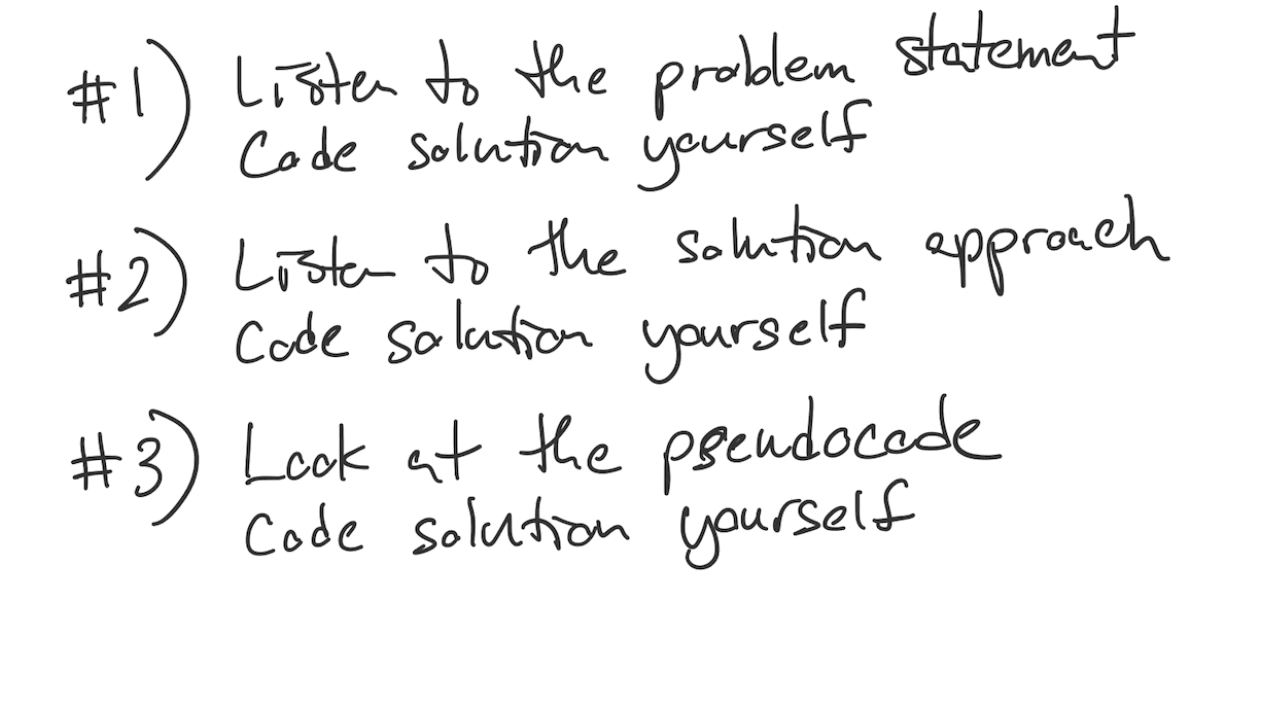 #1) Listen to the problem statement
Code solution yourself
#2) Listen to the solution approach
Code solution yourself
#3) Look at the pseudocode
Code solution yourself